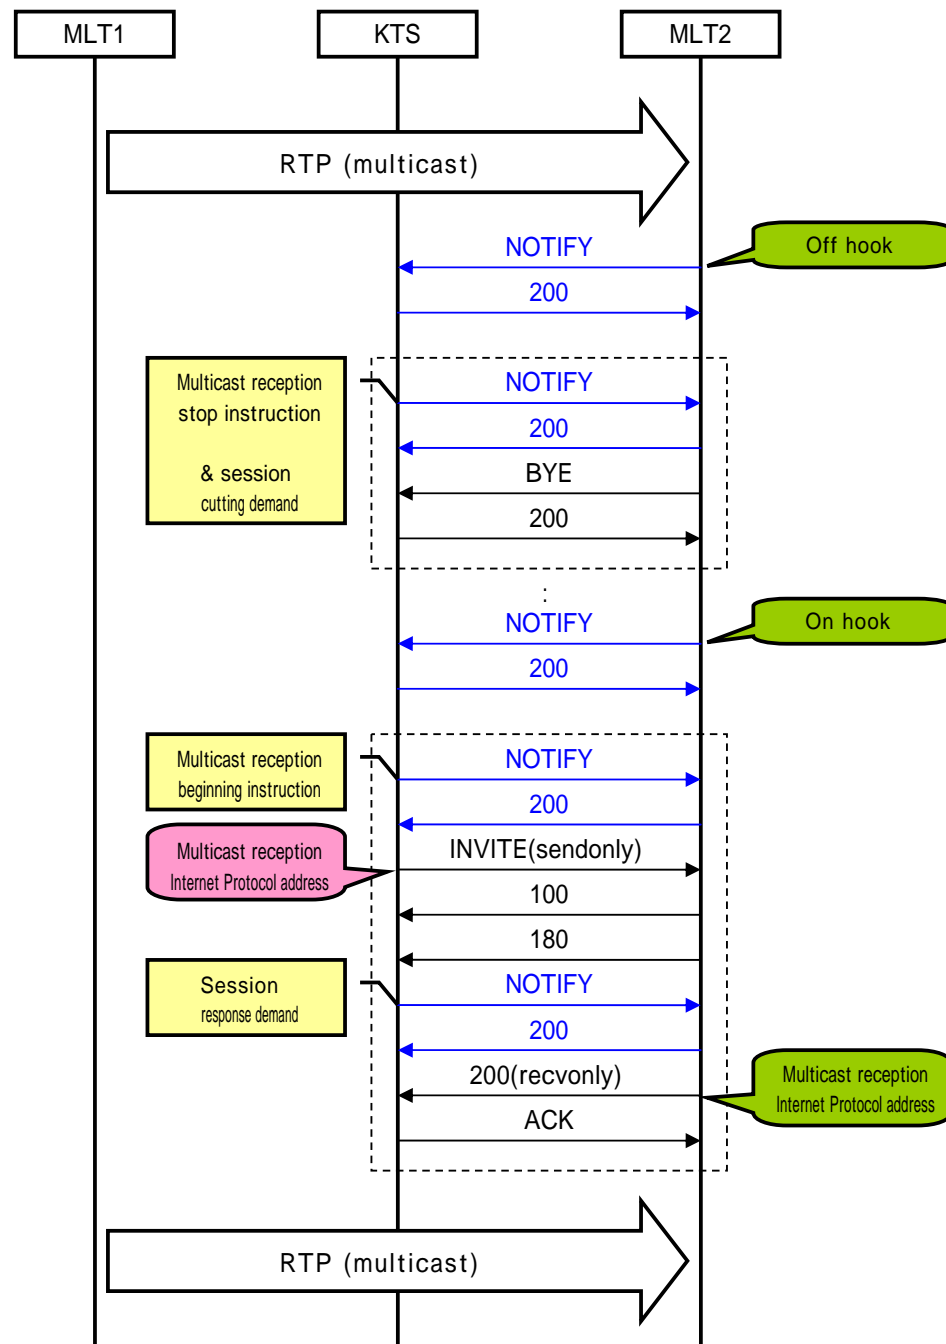 MLT1
KTS
MLT2
RTP (multicast)
Off hook
NOTIFY
200
Multicast reception
stop instruction
& session
cutting demand
NOTIFY
200
BYE
200
:
On hook
NOTIFY
200
Multicast reception
beginning instruction
NOTIFY
200
Multicast reception
Internet Protocol address
INVITE(sendonly)
100
180
Session
response demand
NOTIFY
200
200(recvonly)
Multicast reception
Internet Protocol address
ACK
RTP (multicast)